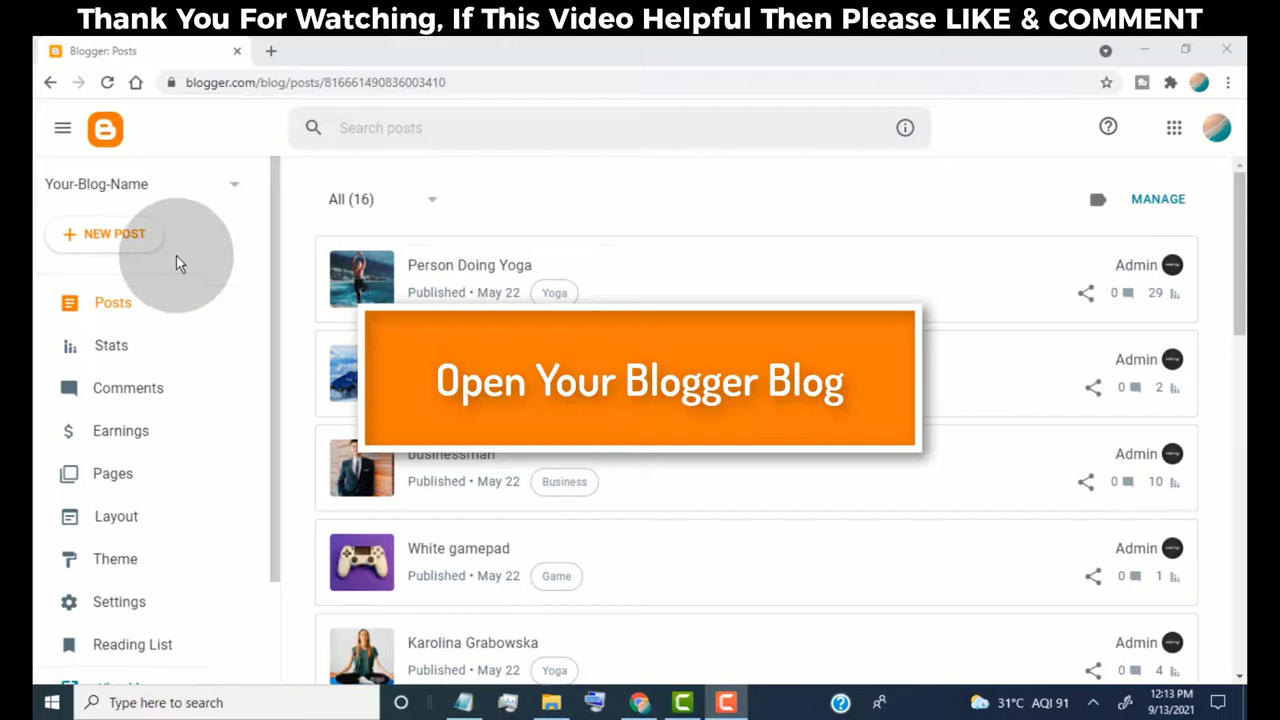 Thank You For Watching, If This Video Helpful Then Please LIKE & COMMENT
Blogger: Posts
blogger.com/blog/posts/816661490836003410
Search posts
Your-Blog-Name
NEW POST
Posts
Stats
Comments
Earnings
Pages
Layout
Theme
Settings
Reading List
All (16)
MANAGE
Person Doing Yoga
Admin
Published • May 22
Yoga
0
29
Open Your Blogger Blog
Admin
0
2
businessman
Admin
Published • May 22
Business
0
10
White gamepad
Admin
Published • May 22
Game
0
1
Karolina Grabowska
Admin
Published • May 22
Yoga
0
4
Type here to search
31°C AQI 91
12:13 PM
9/13/2021